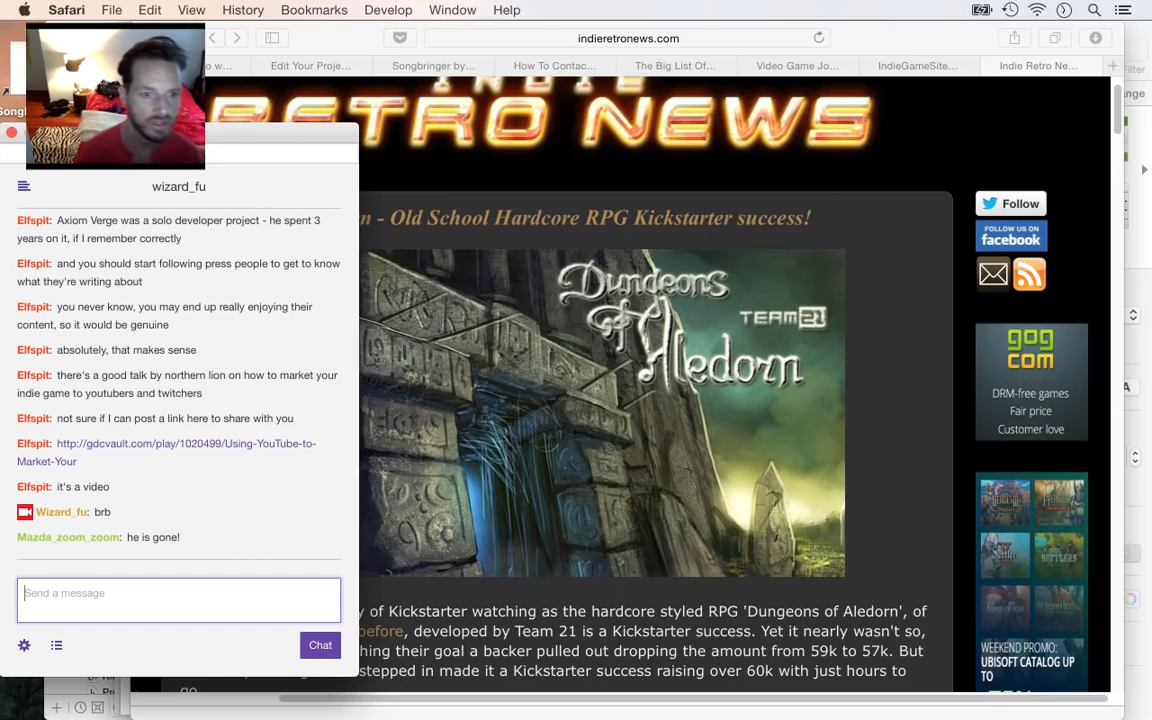 Safari File Edit View History Bookmarks Develop Window Help
indieretronews.com
Edit Your Proje...
Songbringer by...
How To Contac...
The Big List Of...
Video Game Jo...
IndieGameSite...
Indie Retro Ne...
INDIE
RETRO NEWS
n - Old School Hardcore RPG Kickstarter success!
Dungeons
of Aledorn
TEAM 21
y of Kickstarter watching as the hardcore styled RPG 'Dungeons of Aledorn', of
before, developed by Team 21 is a Kickstarter success. Yet it nearly wasn't so,
hing their goal a backer pulled out dropping the amount from 59k to 57k. But
stepped in made it a Kickstarter success raising over 60k with just hours to
go
Follow
FOLLOW US ON
facebook
gog
com
DRM-free games
Fair price
Customer love
WEEKEND PROMO:
UBISOFT CATALOG UP
TO
wizard_fu
Elfspit: Axiom Verge was a solo developer project - he spent 3
years on it, if I remember correctly
Elfspit: and you should start following press people to get to know
what they're writing about
Elfspit: you never know, you may end up really enjoying their
content, so it would be genuine
Elfspit: absolutely, that makes sense
Elfspit: there's a good talk by northern lion on how to market your
indie game to youtubers and twitchers
Elfspit: not sure if I can post a link here to share with you
Elfspit: http://gdcvault.com/play/1020499/Using-YouTube-to-
Market-Your
Elfspit: it's a video
Wizard_fu: brb
Mazda_zoom_zoom: he is gone!
Send a message
Chat